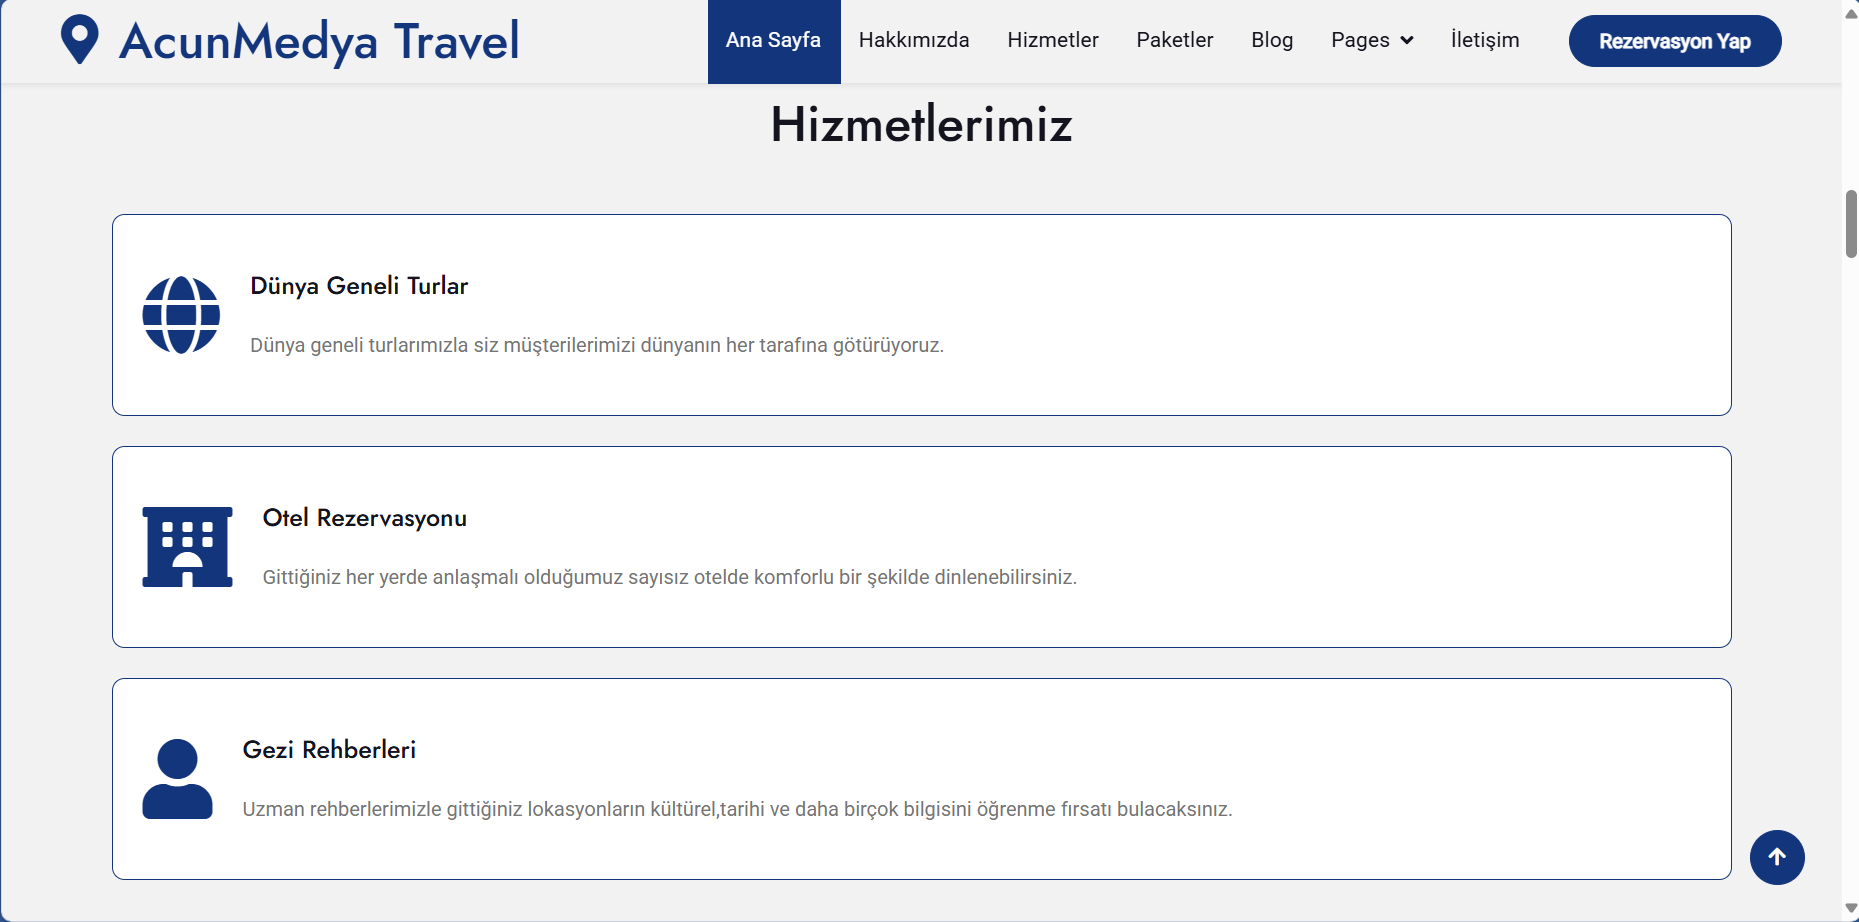 AcunMedya Travel
Ana Sayfa
Hakkımızda
Hizmetler
Paketler
Blog
Pages
İletişim
Rezervasyon Yap
Hizmetlerimiz
Dünya Geneli Turlar
Dünya geneli turlarımızla siz müşterilerimizi dünyanın her tarafına götürüyoruz.
Otel Rezervasyonu
Gittiğiniz her yerde anlaşmalı olduğumuz sayısız otelde komforlu bir şekilde dinlenebilirsiniz.
Gezi Rehberleri
Uzman rehberlerimizle gittiğiniz lokasyonların kültürel,tarihi ve daha birçok bilgisini öğrenme fırsatı bulacaksınız.